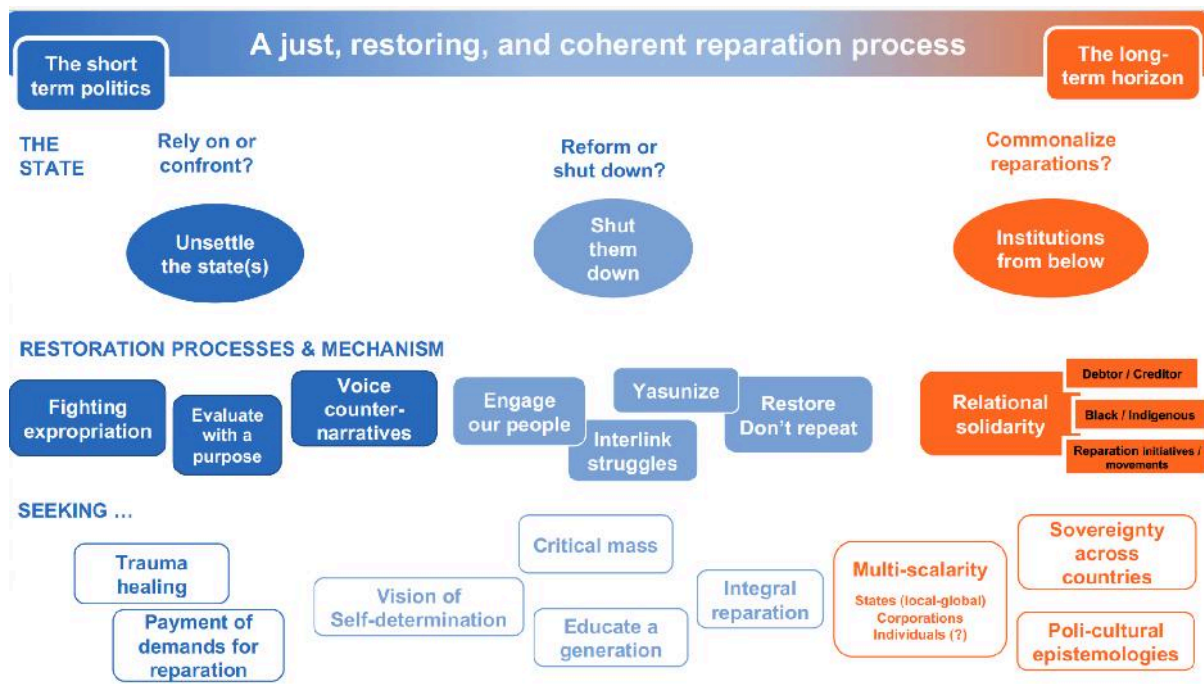 A just, restoring, and coherent reparation process
The short
term politics
The long-
term horizon
THE
STATE
Rely on or
confront?
Reform or
shut down?
Commonalize
reparations?
Unsettle
the state(s)
Shut
them
down
Institutions
from below
RESTORATION PROCESSES & MECHANISM
Fighting
expropriation
Evaluate
with a
purpose
Voice
counter-
narratives
Engage
our people
Interlink
struggles
Yasunize
Restore
Don't repeat
Relational
solidarity
Debtor / Creditor
Black / Indigenous
Reparation initiatives /
movements
SEEKING ...
Trauma
healing
Payment of
demands for
reparation
Vision of
Self-determination
Critical mass
Educate a
generation
Integral
reparation
Multi-scalarity
States (local-global)
Corporations
Individuals (?)
Sovereignty
across
countries
Poli-cultural
epistemologies